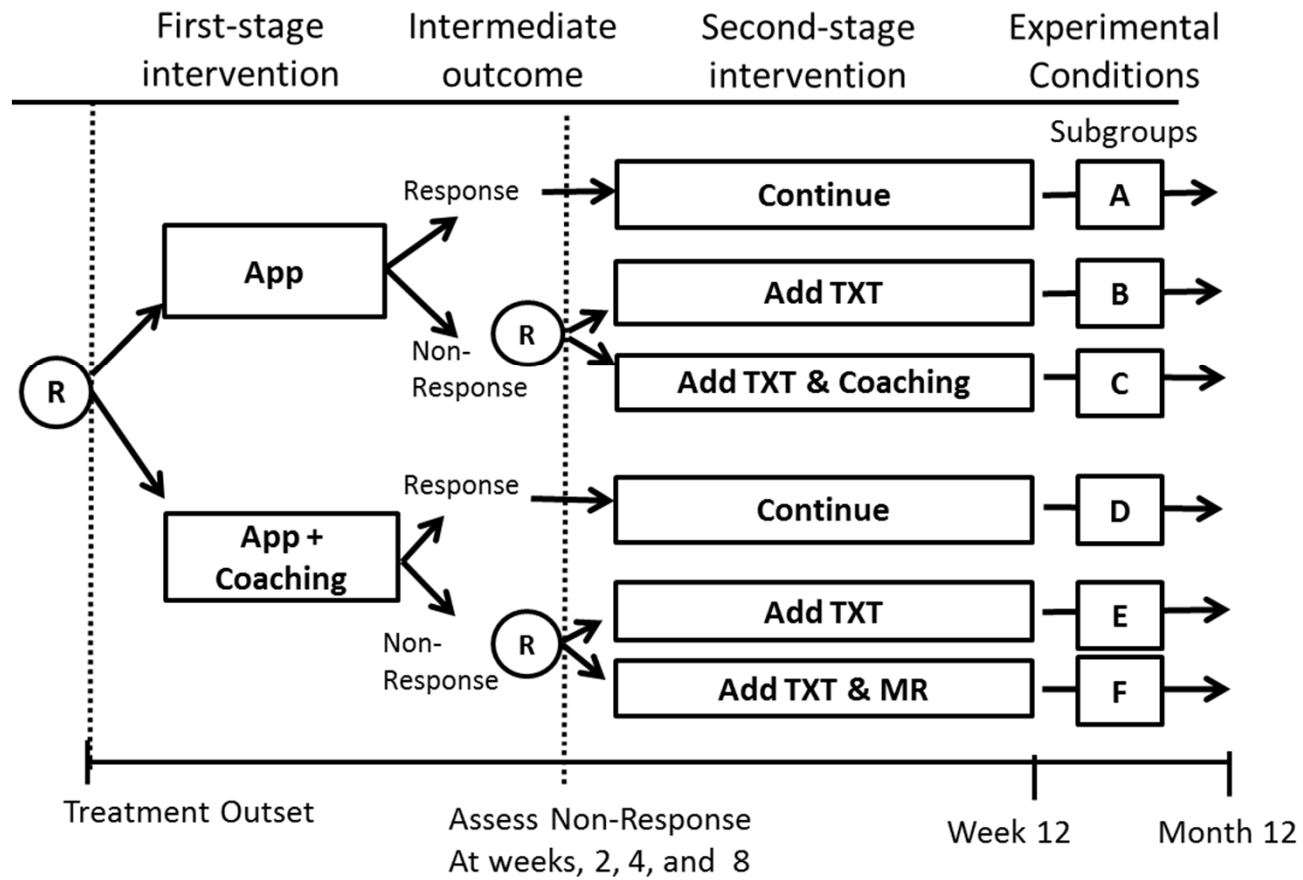 First-stage
intervention
Intermediate
outcome
Second-stage
intervention
Experimental
Conditions
Subgroups
Response
Continue
A
App
Add TXT
B
R
Non-
Response
Add TXT & Coaching
C
R
Response
Continue
D
App +
Coaching
Add TXT
E
R
Non-
Response
Add TXT & MR
F
Treatment Outset
Assess Non-Response
At weeks, 2, 4, and 8
Week 12
Month 12